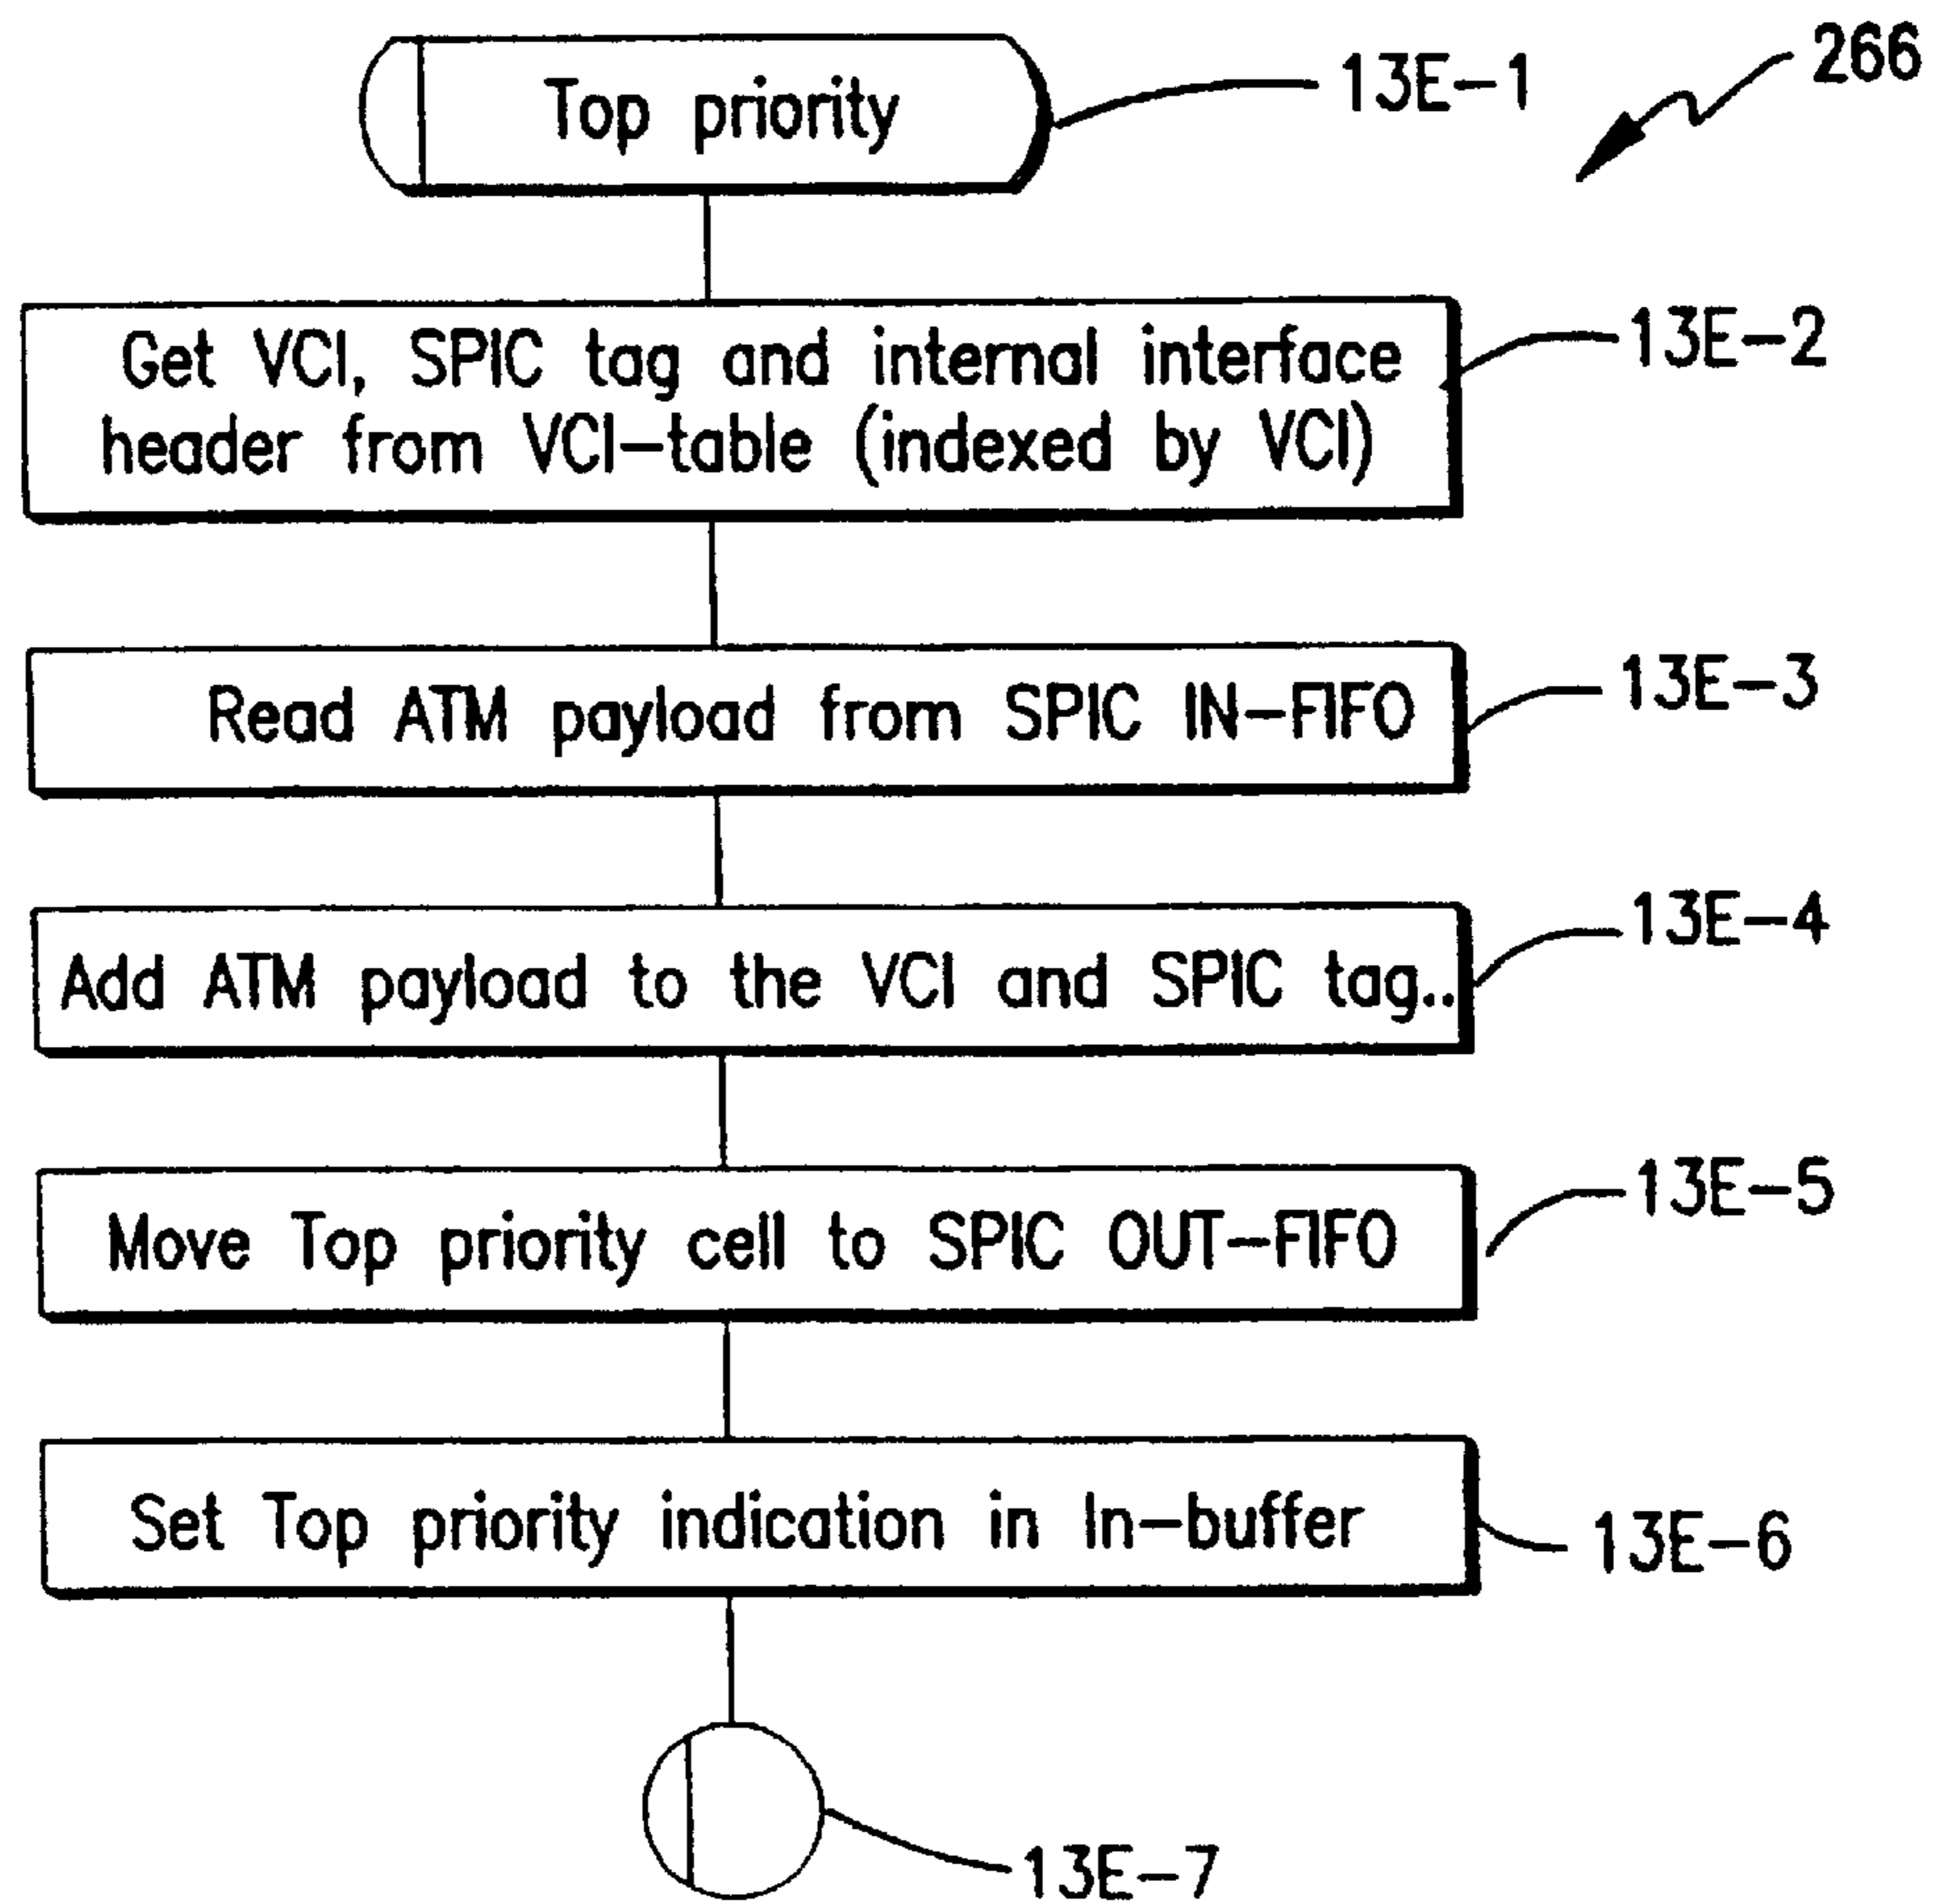 266
Top priority
13E-1
Get VCI, SPIC tag and internal interface
header from VCI-table (indexed by VCI)
13E-2
Read ATM payload from SPIC IN-FIFO
13E-3
Add ATM payload to the VCI and SPIC tag..
13E-4
Move Top priority cell to SPIC OUT-FIFO
13E-5
Set Top priority indication in In-buffer
13E-6
13E-7